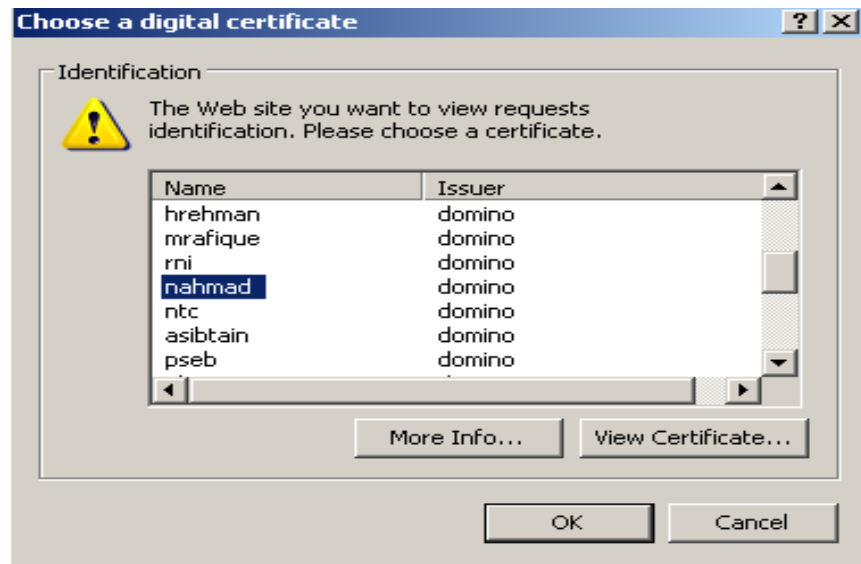 Choose a digital certificate
Identification
The Web site you want to view requests
identification. Please choose a certificate.
Name Issuer
hrehman domino
mrafique domino
rni domino
nahmad domino
ntc domino
asibtain domino
pseb domino
More Info... View Certificate...
OK Cancel